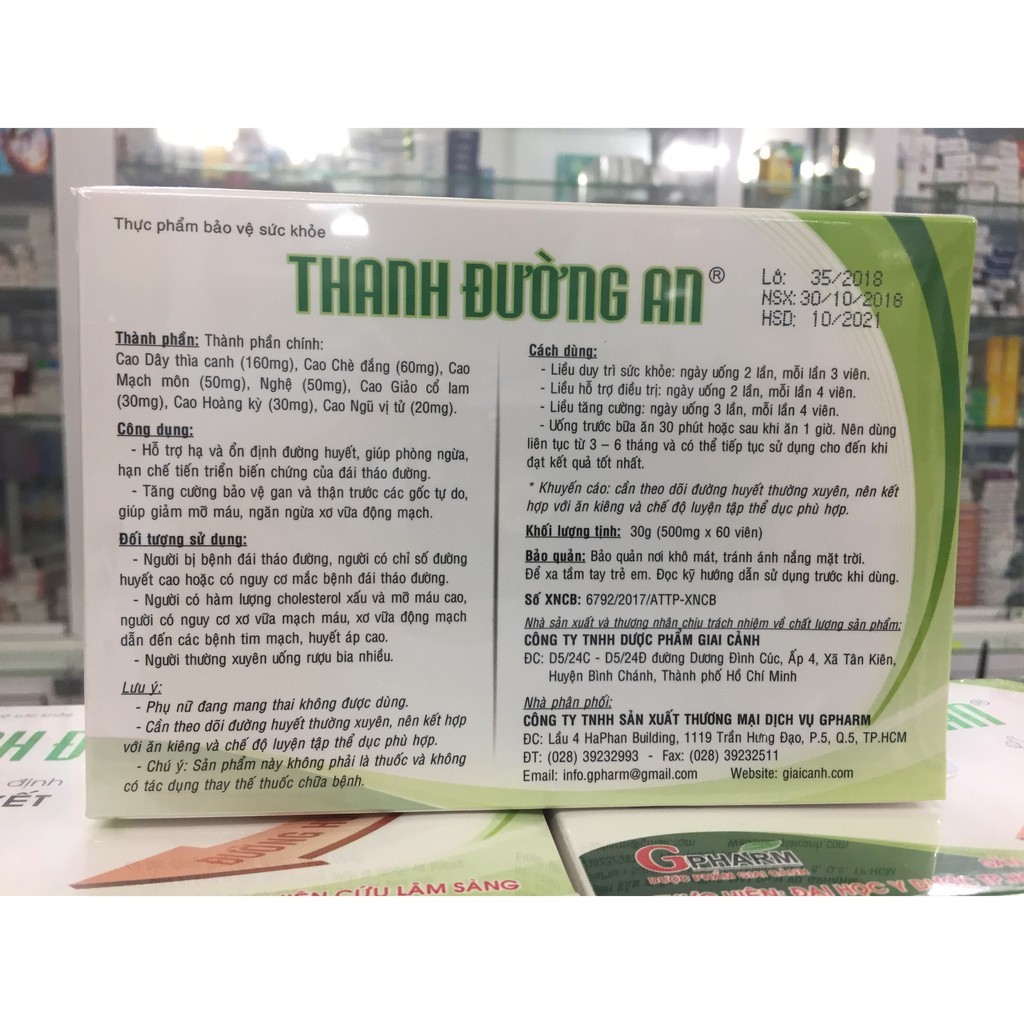 Thực phẩm bảo vệ sức khỏe
THANH ĐƯỜNG AN®
Lô: 35/2018
NSX: 30/10/2018
HSD: 10/2021
Thành phần: Thành phần chính:
Cao Dây thìa canh (160mg), Cao Chè đắng (60mg), Cao
Mạch môn (50mg), Nghệ (50mg), Cao Giảo cổ lam
(30mg), Cao Hoàng kỳ (30mg), Cao Ngũ vị tử (20mg).
Công dụng:
- Hỗ trợ hạ và ổn định đường huyết, giúp phòng ngừa,
hạn chế tiến triển biến chứng của đái tháo đường.
- Tăng cường bảo vệ gan và thận trước các gốc tự do,
giúp giảm mỡ máu, ngăn ngừa xơ vữa động mạch.
Đối tượng sử dụng:
- Người bị bệnh đái tháo đường, người có chỉ số đường
huyết cao hoặc có nguy cơ mắc bệnh đái tháo đường.
- Người có hàm lượng cholesterol xấu và mỡ máu cao,
người có nguy cơ xơ vữa mạch máu, xơ vữa động mạch
dẫn đến các bệnh tim mạch, huyết áp cao.
- Người thường xuyên uống rượu bia nhiều.
Lưu ý:
- Phụ nữ đang mang thai không được dùng.
- Cần theo dõi đường huyết thường xuyên, nên kết hợp
với ăn kiêng và chế độ luyện tập thể dục phù hợp.
- Chú ý: Sản phẩm này không phải là thuốc và không
có tác dụng thay thế thuốc chữa bệnh.
Cách dùng:
- Liều duy trì sức khỏe: ngày uống 2 lần, mỗi lần 3 viên.
- Liều hỗ trợ điều trị: ngày uống 2 lần, mỗi lần 4 viên.
- Liều tăng cường: ngày uống 3 lần, mỗi lần 4 viên.
- Uống trước bữa ăn 30 phút hoặc sau khi ăn 1 giờ. Nên dùng
liên tục từ 3 – 6 tháng và có thể tiếp tục sử dụng cho đến khi
đạt kết quả tốt nhất.
* Khuyến cáo: cần theo dõi đường huyết thường xuyên, nên kết
hợp với ăn kiêng và chế độ luyện tập thể dục phù hợp.
Khối lượng tịnh: 30g (500mg x 60 viên)
Bảo quản: Bảo quản nơi khô mát, tránh ánh nắng mặt trời.
Để xa tầm tay trẻ em. Đọc kỹ hướng dẫn sử dụng trước khi dùng.
Số XNCB: 6792/2017/ATTP-XNCB
Nhà sản xuất và thương nhân chịu trách nhiệm về chất lượng sản phẩm:
CÔNG TY TNHH DƯỢC PHẨM GIAI CẢNH
ĐC: D5/24C - D5/24Đ đường Dương Đình Cúc, Ấp 4, Xã Tân Kiên,
Huyện Bình Chánh, Thành phố Hồ Chí Minh
Nhà phân phối:
CÔNG TY TNHH SẢN XUẤT THƯƠNG MẠI DỊCH VỤ GPHARM
ĐC: Lầu 4 HaPhan Building, 1119 Trần Hưng Đạo, P.5, Q.5, TP.HCM
ĐT: (028) 39232993 - Fax: (028) 39232511
Email: info.gpharm@gmail.com Website: giaicanh.com
định
ĐƯỜNG H
CỨU LÂM SÀNG
AN®
GPHARM
DƯỢC PHẨM GIAI CẢNH
VIÊN: ĐẠI HỌC Y DƯỢC